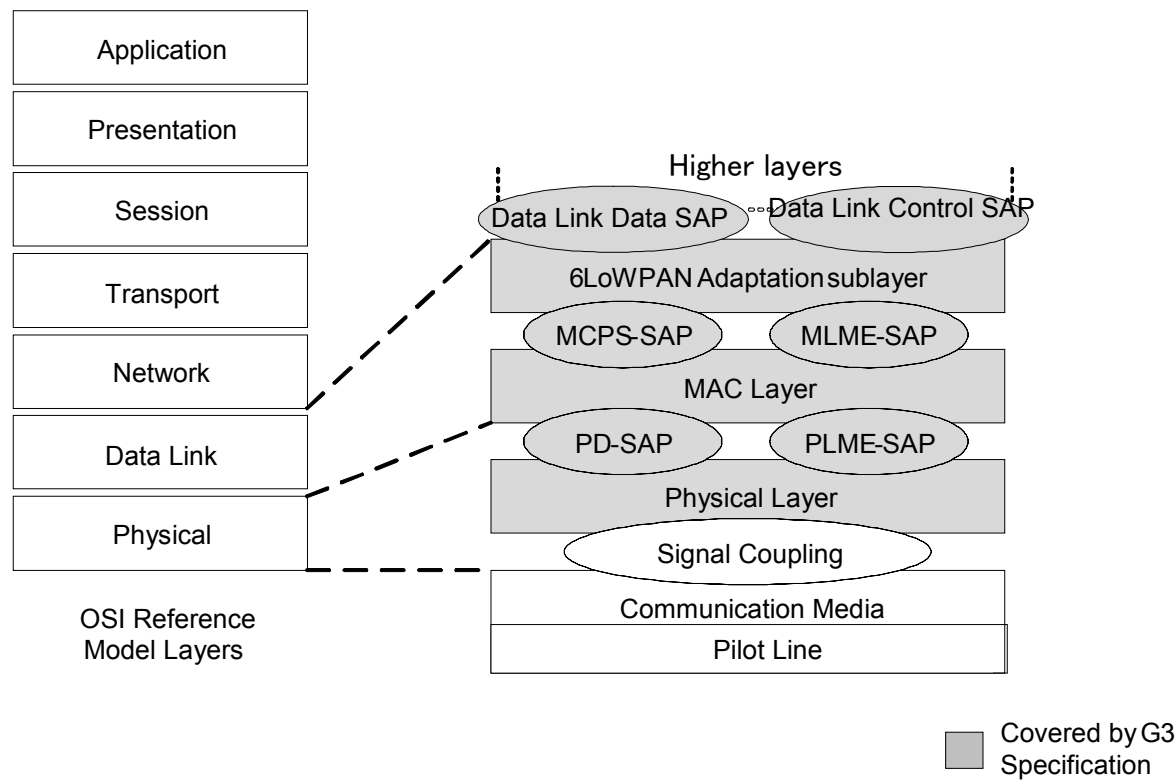 Application
Presentation
Session
Transport
Network
Data Link
Physical
OSI Reference
Model Layers
Higher layers
Data Link Data SAP
Data Link Control SAP
6LoWPAN Adaptation sublayer
MCPS-SAP
MLME-SAP
MAC Layer
PD-SAP
PLME-SAP
Physical Layer
Signal Coupling
Communication Media
Pilot Line
Covered by G3
Specification